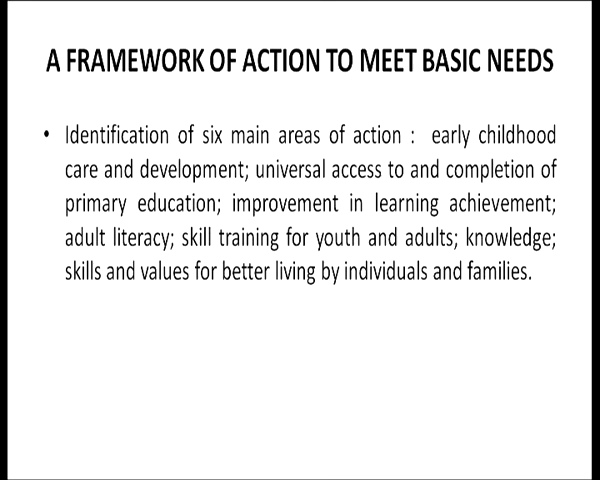 A FRAMEWORK OF ACTION TO MEET BASIC NEEDS
• Identification of six main areas of action : early childhood
care and development; universal access to and completion of
primary education; improvement in learning achievement;
adult literacy; skill training for youth and adults; knowledge;
skills and values for better living by individuals and families.